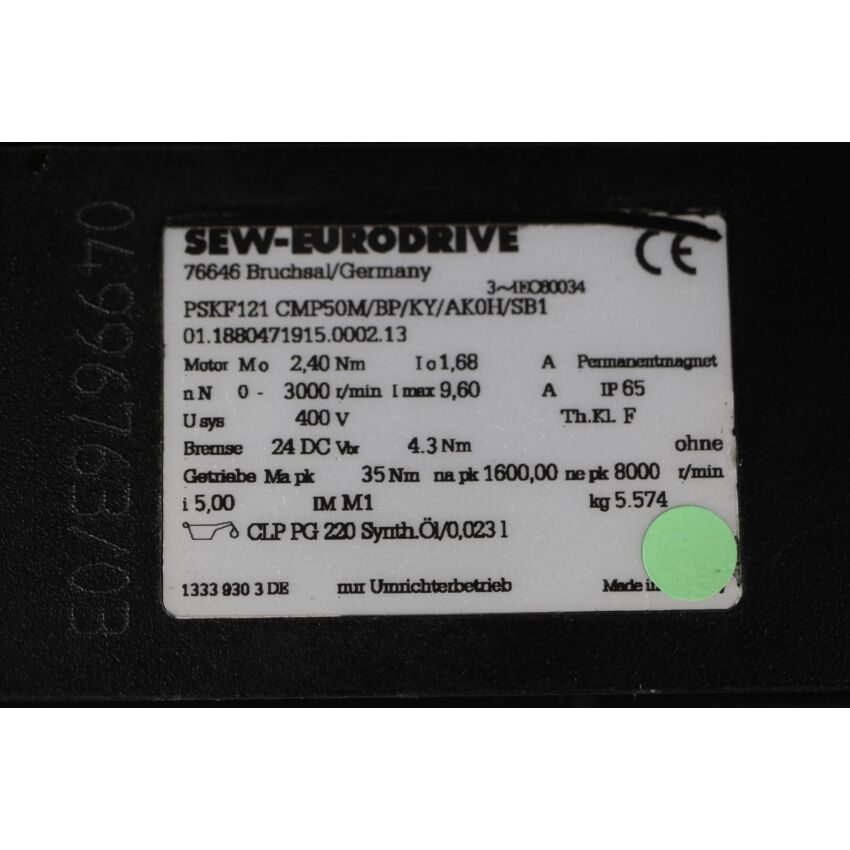 SEW-EURODRIVE
CE
76646 Bruchsal/Germany
3~IEC60034
PSKF121 CMP50M/BP/KY/AK0H/SB1
01.1880471915.0002.13
Motor Mo 2,40 Nm Io 1,68 A Permanentmagnet
nN 0 - 3000 r/min Imax 9,60 A IP 65
Usys 400 V Th.Kl. F
Bremse 24 DC Vbr 4.3 Nm ohne
Getriebe Ma pk 35 Nm na pk 1600,00 ne pk 8000 r/min
i 5,00 IM M1 kg 5.574
CLP PG 220 Synth.Öl/0,023 l
1333 930 3 DE nur Umrichterbetrieb Made in